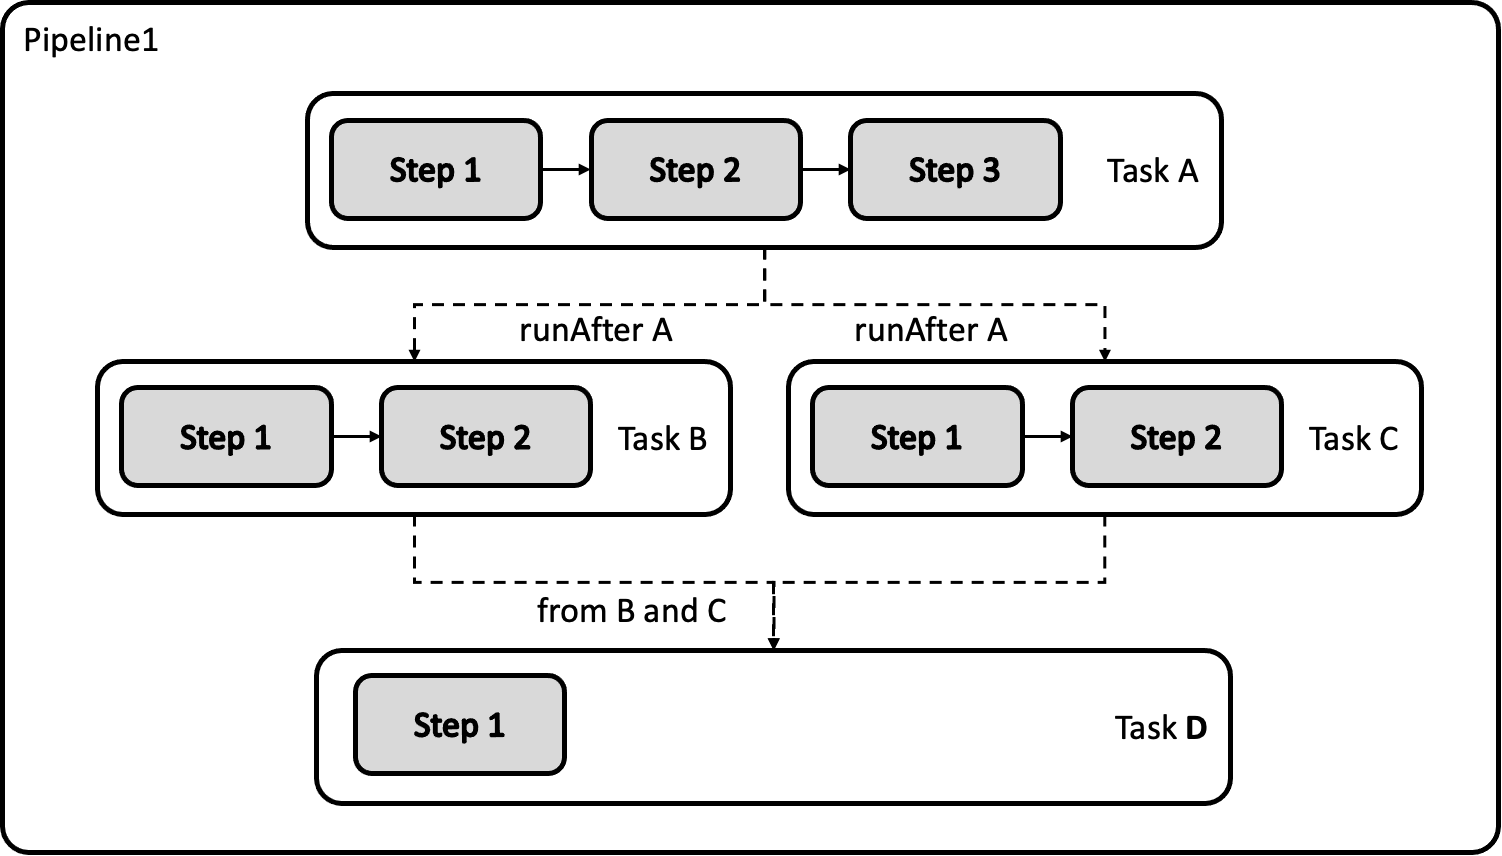 Pipeline1
Step 1 Step 2 Step 3 Task A
runAfter A runAfter A
Step 1 Step 2 Task B Step 1 Step 2 Task C
from B and C
Step 1 Task D